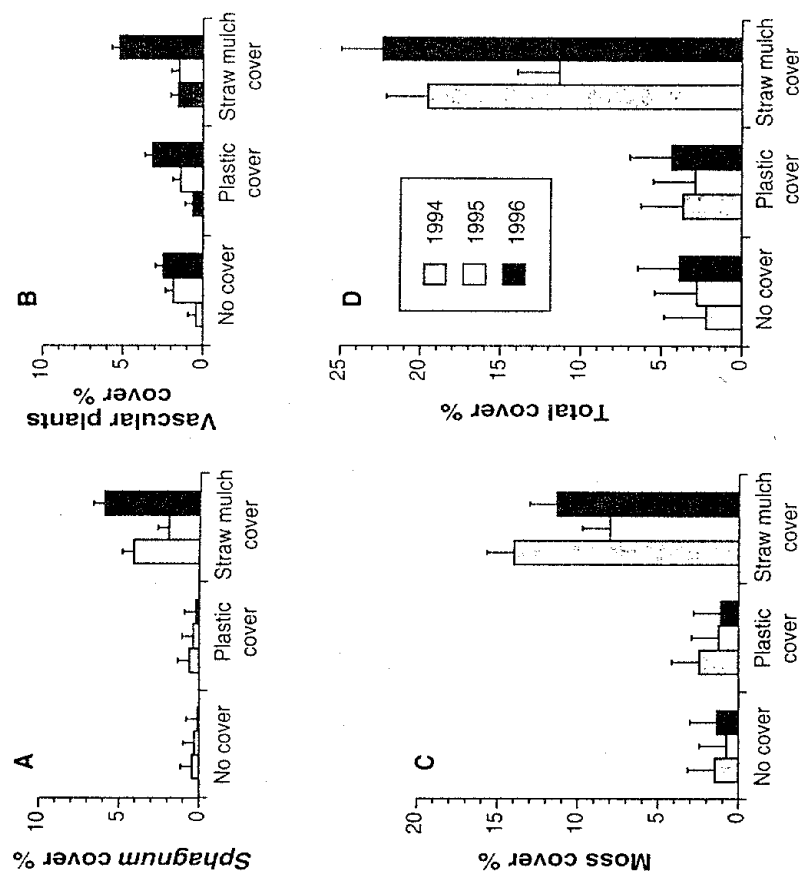 A
Sphagnum cover %
10
5
0
No cover
Plastic
cover
Straw mulch
cover
B
Vascular plants
cover %
10
5
0
No cover
Plastic
cover
Straw mulch
cover
C
Moss cover %
20
15
10
5
0
No cover
Plastic
cover
Straw mulch
cover
D
Total cover %
25
20
15
10
5
0
1994
1995
1996
No cover
Plastic
cover
Straw mulch
cover